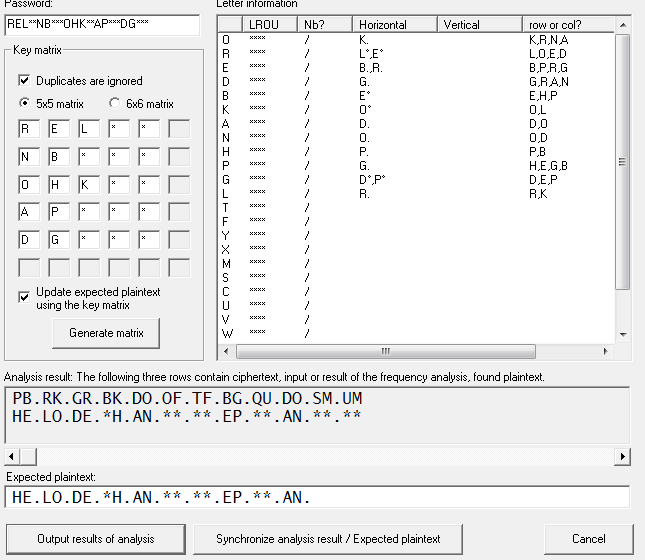 Password:
REL**NB***OHK**AP***DG***
Key matrix
Duplicates are ignored
5x5 matrix 6x6 matrix
R E L * *
N B * * *
O H K * *
A P * * *
D G * * *
Update expected plaintext
using the key matrix
Generate matrix
Letter information
LROU Nb? Horizontal Vertical row or col?
O **** / K. K,R,N,A
R **** / L*,E* L,O,E,D
E **** / B.,R. B,P,R,G
D **** / G. G,R,A,N
B **** / E* E,H,P
K **** / O* O,L
A **** / D. D,O
N **** / O. O,D
H **** / P. P,B
P **** / G. H,E,G,B
G **** / D*,P* D,E,P
L **** / R. R,K
T **** /
F **** /
Y **** /
X **** /
M **** /
S **** /
C **** /
U **** /
V **** /
W **** /
Analysis result: The following three rows contain ciphertext, input or result of the frequency analysis, found plaintext.
PB.RK.GR.BK.DO.OF.TF.BG.QU.DO.SM.UM
HE.LO.DE.*H.AN.**.**.EP.**.AN.**.**
Expected plaintext:
HE.LO.DE.*H.AN.**.**.EP.**.AN.
Output results of analysis
Synchronize analysis result / Expected plaintext
Cancel